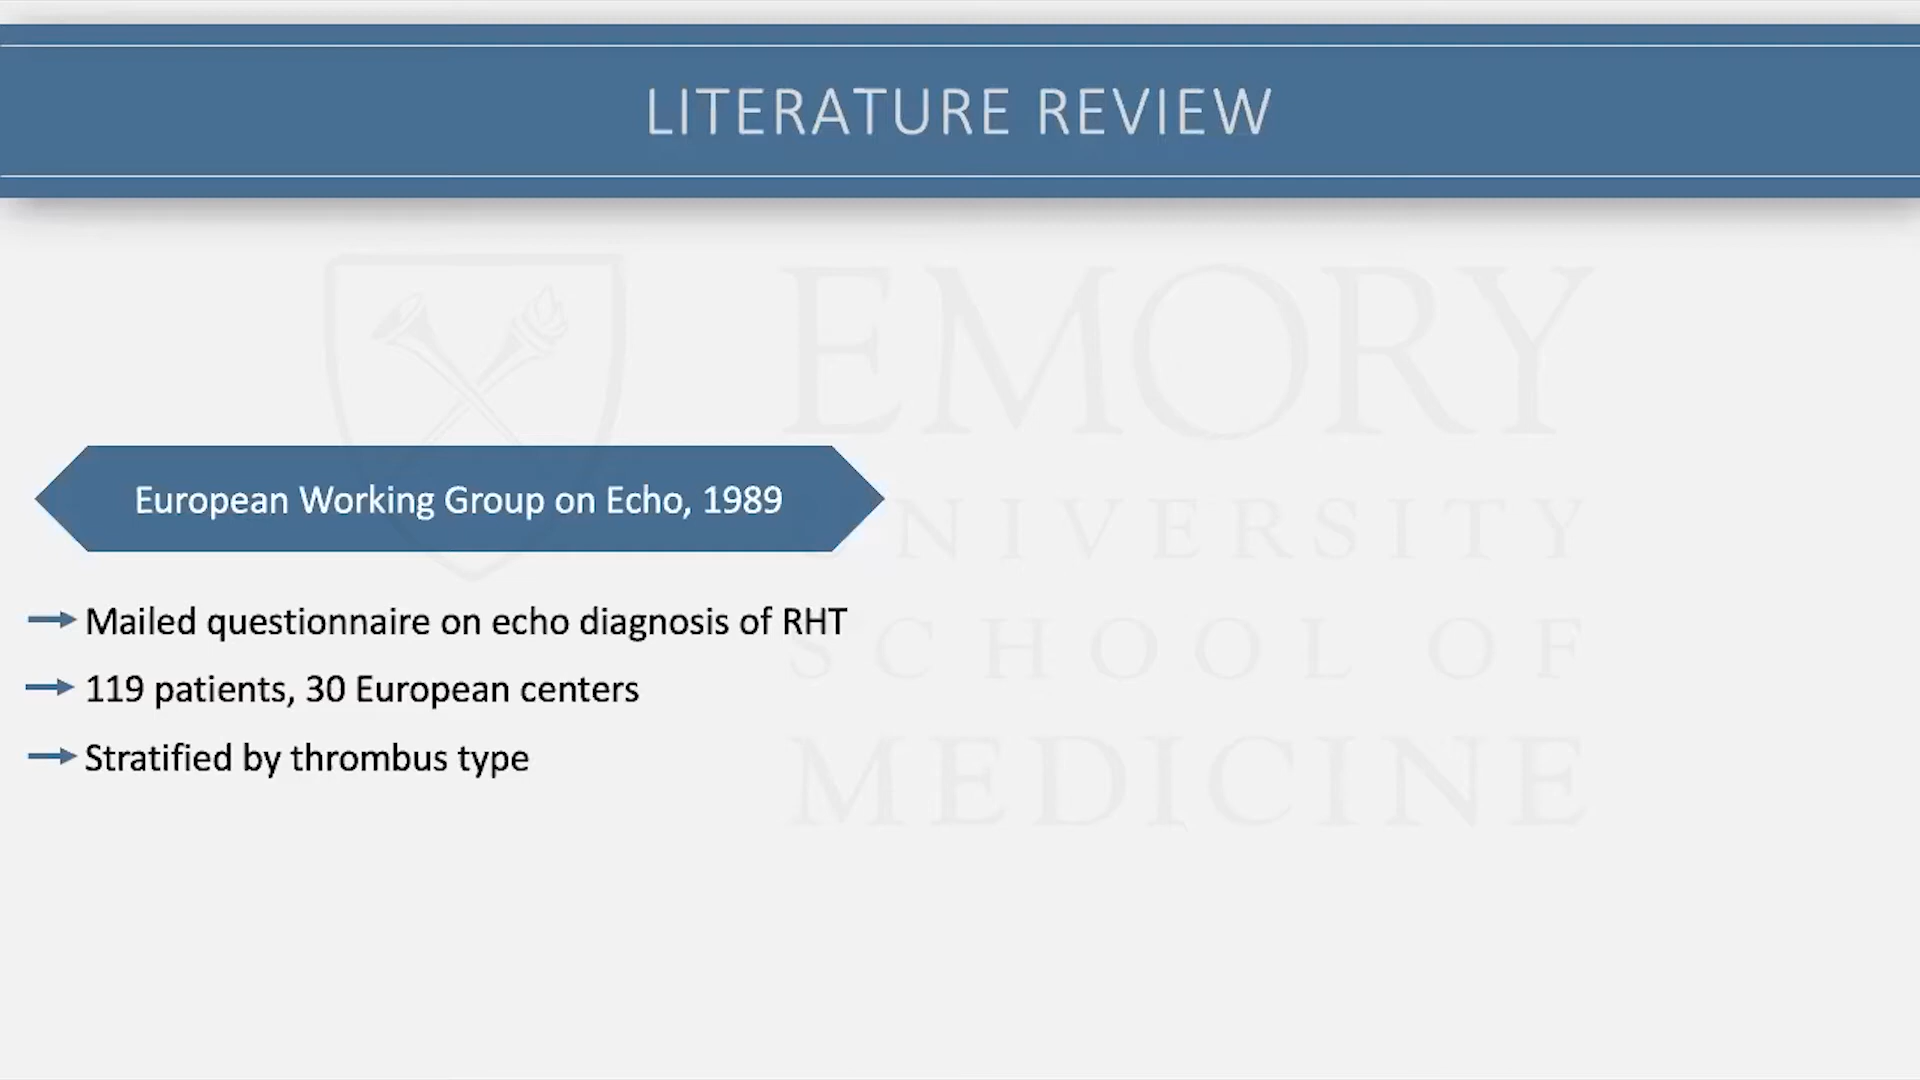 LITERATURE REVIEW
EMORY
UNIVERSITY
SCHOOL OF
MEDICINE
European Working Group on Echo, 1989
Mailed questionnaire on echo diagnosis of RHT
119 patients, 30 European centers
Stratified by thrombus type